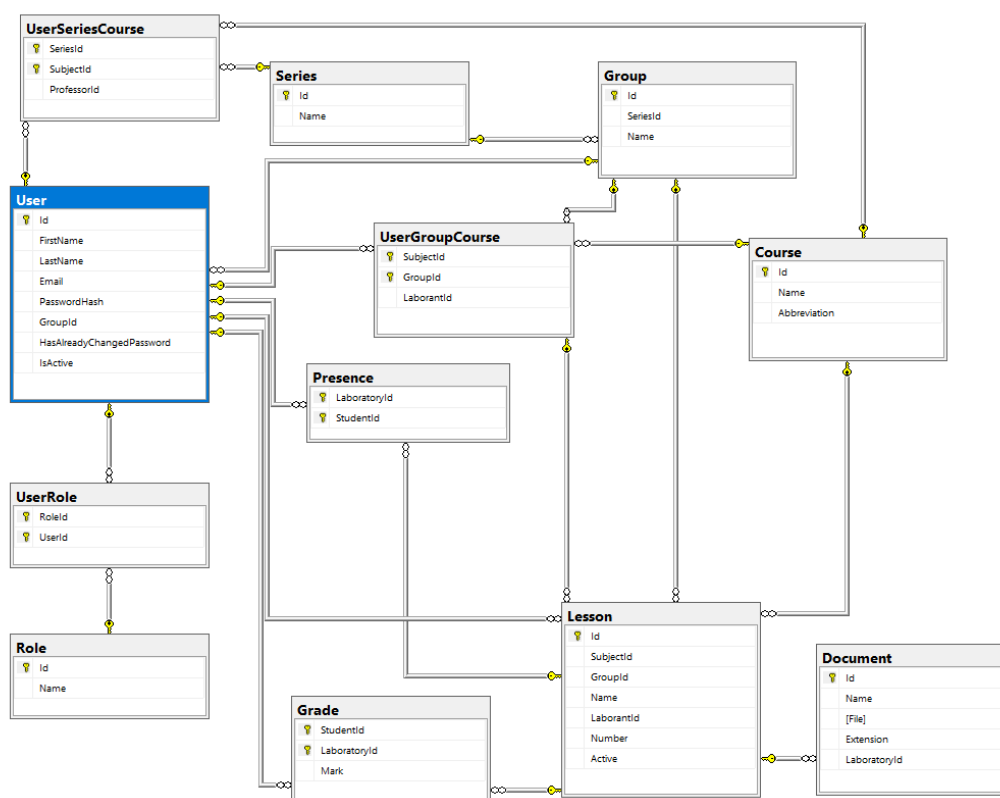 UserSeriesCourse
SeriesId
SubjectId
ProfessorId
Series
Id
Name
Group
Id
SeriesId
Name
User
Id
FirstName
LastName
Email
PasswordHash
GroupId
HasAlreadyChangedPassword
IsActive
UserGroupCourse
SubjectId
GroupId
LaborantId
Course
Id
Name
Abbreviation
Presence
LaboratoryId
StudentId
UserRole
RoleId
UserId
Role
Id
Name
Lesson
Id
SubjectId
GroupId
Name
LaborantId
Number
Active
Document
Id
Name
[File]
Extension
LaboratoryId
Grade
StudentId
LaboratoryId
Mark